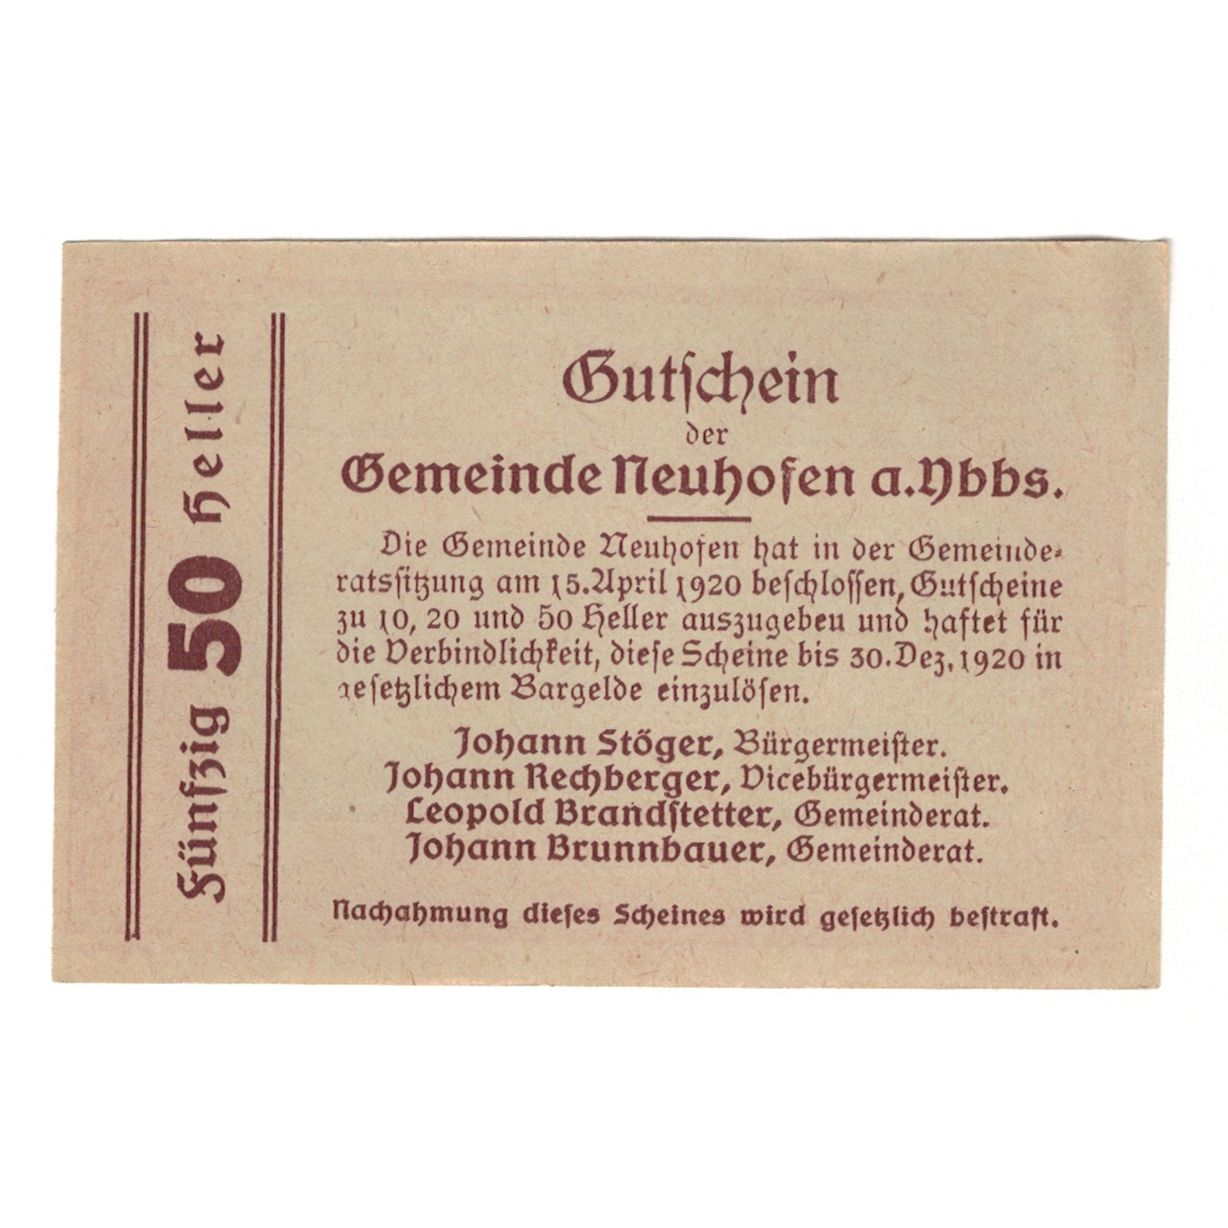 Fünfzig 50 Heller
Gutschein
der
Gemeinde Neuhofen a. Ybbs.
Die Gemeinde Neuhofen hat in der Gemeinde-
ratssitzung am 15. April 1920 beschlossen, Gutscheine
zu 10, 20 und 50 Heller auszugeben und haftet für
die Verbindlichkeit, diese Scheine bis 30. Dez. 1920 in
gesetzlichem Bargelde einzulösen.
Johann Stöger, Bürgermeister.
Johann Rechberger, Vicebürgermeister.
Leopold Brandstetter, Gemeinderat.
Johann Brunnbauer, Gemeinderat.
Nachahmung dieses Scheines wird gesetzlich bestraft.